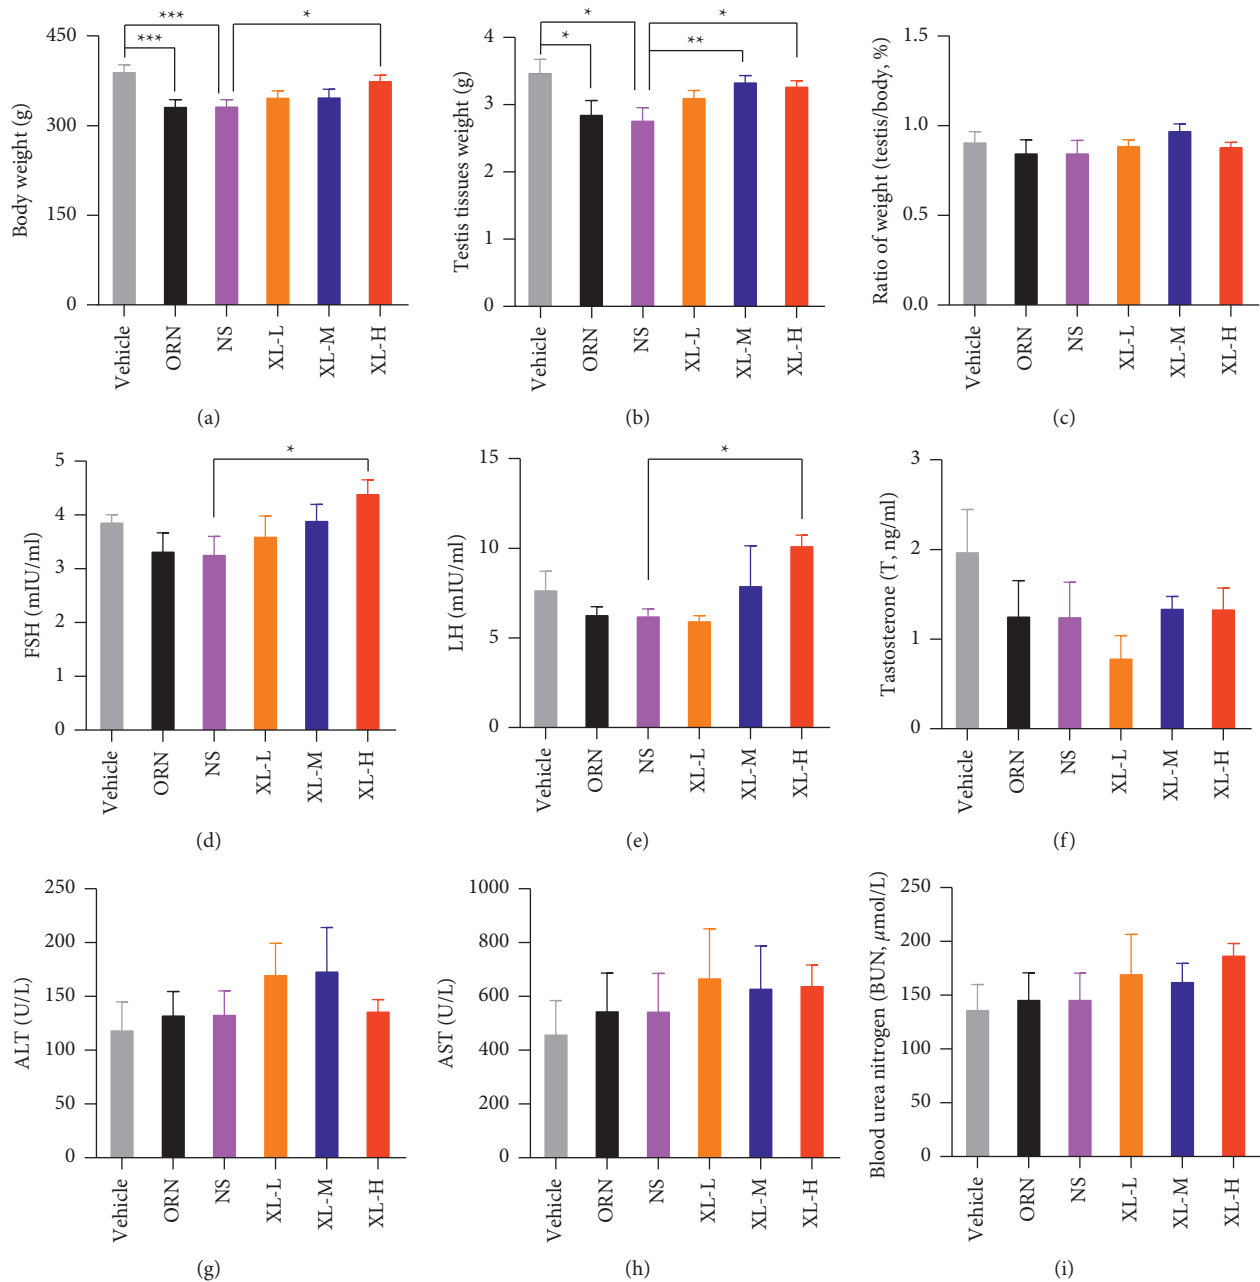 Body weight (g)
450
300
150
0
***
***
*
Vehicle
ORN
NS
XL-L
XL-M
XL-H
(a)
Testis tissues weight (g)
4
3
2
1
0
*
*
**
*
Vehicle
ORN
NS
XL-L
XL-M
XL-H
(b)
Ratio of weight (testis/body, %)
1.5
1.0
0.5
0.0
Vehicle
ORN
NS
XL-L
XL-M
XL-H
(c)
FSH (mIU/ml)
5
4
3
2
1
0
*
Vehicle
ORN
NS
XL-L
XL-M
XL-H
(d)
LH (mIU/ml)
15
10
5
0
*
Vehicle
ORN
NS
XL-L
XL-M
XL-H
(e)
Tastosterone (T, ng/ml)
3
2
1
0
Vehicle
ORN
NS
XL-L
XL-M
XL-H
(f)
ALT (U/L)
250
200
150
100
50
0
Vehicle
ORN
NS
XL-L
XL-M
XL-H
(g)
AST (U/L)
1000
800
600
400
200
0
Vehicle
ORN
NS
XL-L
XL-M
XL-H
(h)
Blood urea nitrogen (BUN, μmol/L)
250
200
150
100
50
0
Vehicle
ORN
NS
XL-L
XL-M
XL-H
(i)